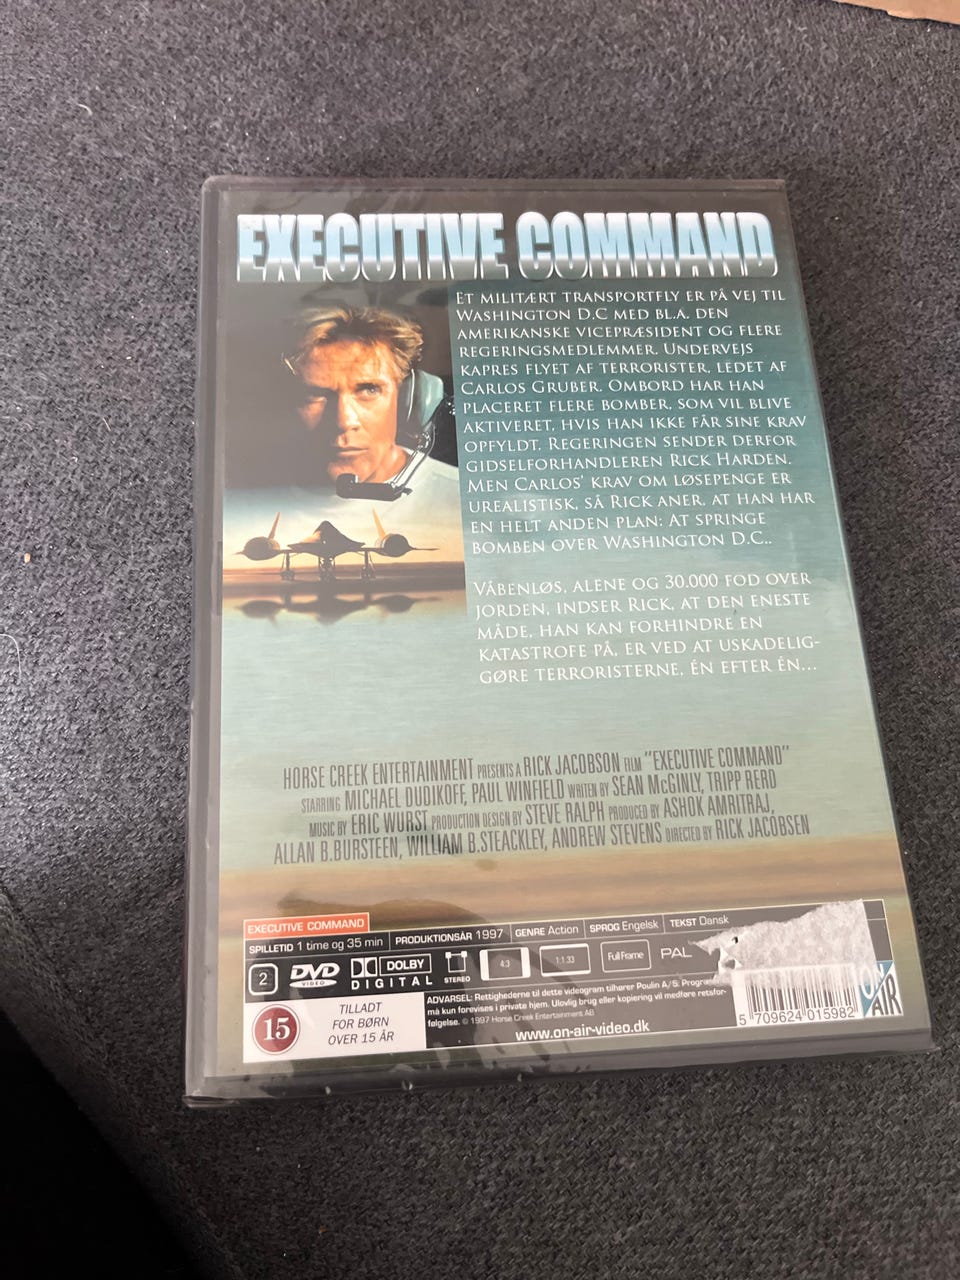 EXECUTIVE COMMAND
ET MILITÆRT TRANSPORTFLY ER PÅ VEJ TIL
WASHINGTON D.C MED BL.A. DEN
AMERIKANSKE VICEPRÆSIDENT OG FLERE
REGERINGSMEDLEMMER. UNDERVEJS
KAPRES FLYET AF TERRORISTER, LEDET AF
CARLOS GRUBER. OMBORD HAR HAN
PLACERET FLERE BOMBER, SOM VIL BLIVE
AKTIVERET, HVIS HAN IKKE FÅR SINE KRAV
OPFYLDT. REGERINGEN SENDER DERFOR
GIDSELFORHANDLEREN RICK HARDEN.
MEN CARLOS' KRAV OM LØSEPENGE ER
UREALISTISK, SÅ RICK ANER, AT HAN HAR
EN HELT ANDEN PLAN: AT SPRINGE
BOMBEN OVER WASHINGTON D.C..
VÅBENLØS, ALENE OG 30.000 FOD OVER
JORDEN, INDSER RICK, AT DEN ENESTE
MÅDE, HAN KAN FORHINDRE EN
KATASTROFE PÅ, ER VED AT USKADELIG-
GØRE TERRORISTERNE, ÉN EFTER ÉN...
HORSE CREEK ENTERTAINMENT PRESENTS A RICK JACOBSON FILM "EXECUTIVE COMMAND"
STARRING MICHAEL DUDIKOFF, PAUL WINFIELD WRITEN BY SEAN McGINLY, TRIPP RERD
MUSIC BY ERIC WURST PRODUCTION DESIGN BY STEVE RALPH PRODUCED BY ASHOK AMRITRAJ,
ALLAN B.BURSTEEN, WILLIAM B.STEACKLEY, ANDREW STEVENS DIRECTED BY RICK JACOBSEN
EXECUTIVE COMMAND
SPILLETID 1 time og 35 min PRODUKTIONSÅR 1997 GENRE Action SPROG Engelsk TEKST Dansk
2 DVD VIDEO DOLBY DIGITAL STEREO 4:3 1:1.33 Full Frame PAL
15
TILLADT
FOR BØRN
OVER 15 ÅR
ADVARSEL: Rettighederne til dette videogram tilhører Poulin A/S.
må kun forevises i private hjem. Ulovlig brug eller kopiering vil medføre retsfor-
følgelse. © 1997 Horse Creek Entertainment AB
www.on-air-video.dk
5 709624 015982
ON AIR